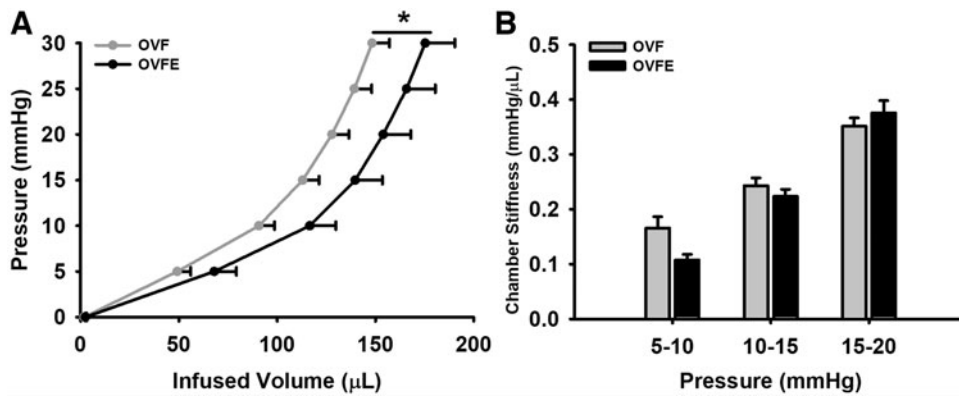 A
OVF
OVFE
*
30
25
20
15
10
5
0
Pressure (mmHg)
0 50 100 150 200
Infused Volume (μL)
B
OVF
OVFE
0.5
0.4
0.3
0.2
0.1
0.0
Chamber Stiffness (mmHg/μL)
5-10 10-15 15-20
Pressure (mmHg)